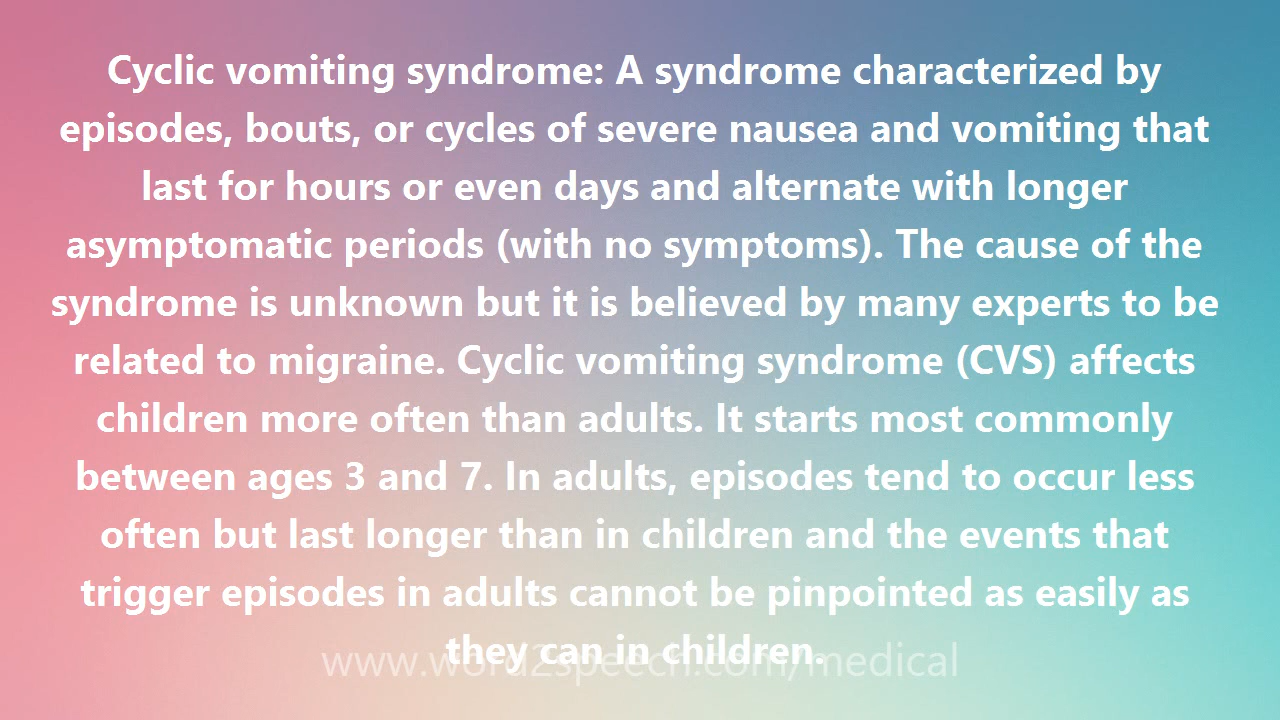 Cyclic vomiting syndrome: A syndrome characterized by
episodes, bouts, or cycles of severe nausea and vomiting that
last for hours or even days and alternate with longer
asymptomatic periods (with no symptoms). The cause of the
syndrome is unknown but it is believed by many experts to be
related to migraine. Cyclic vomiting syndrome (CVS) affects
children more often than adults. It starts most commonly
between ages 3 and 7. In adults, episodes tend to occur less
often but last longer than in children and the events that
trigger episodes in adults cannot be pinpointed as easily as
they can in children.
www.word2speech.com/medical